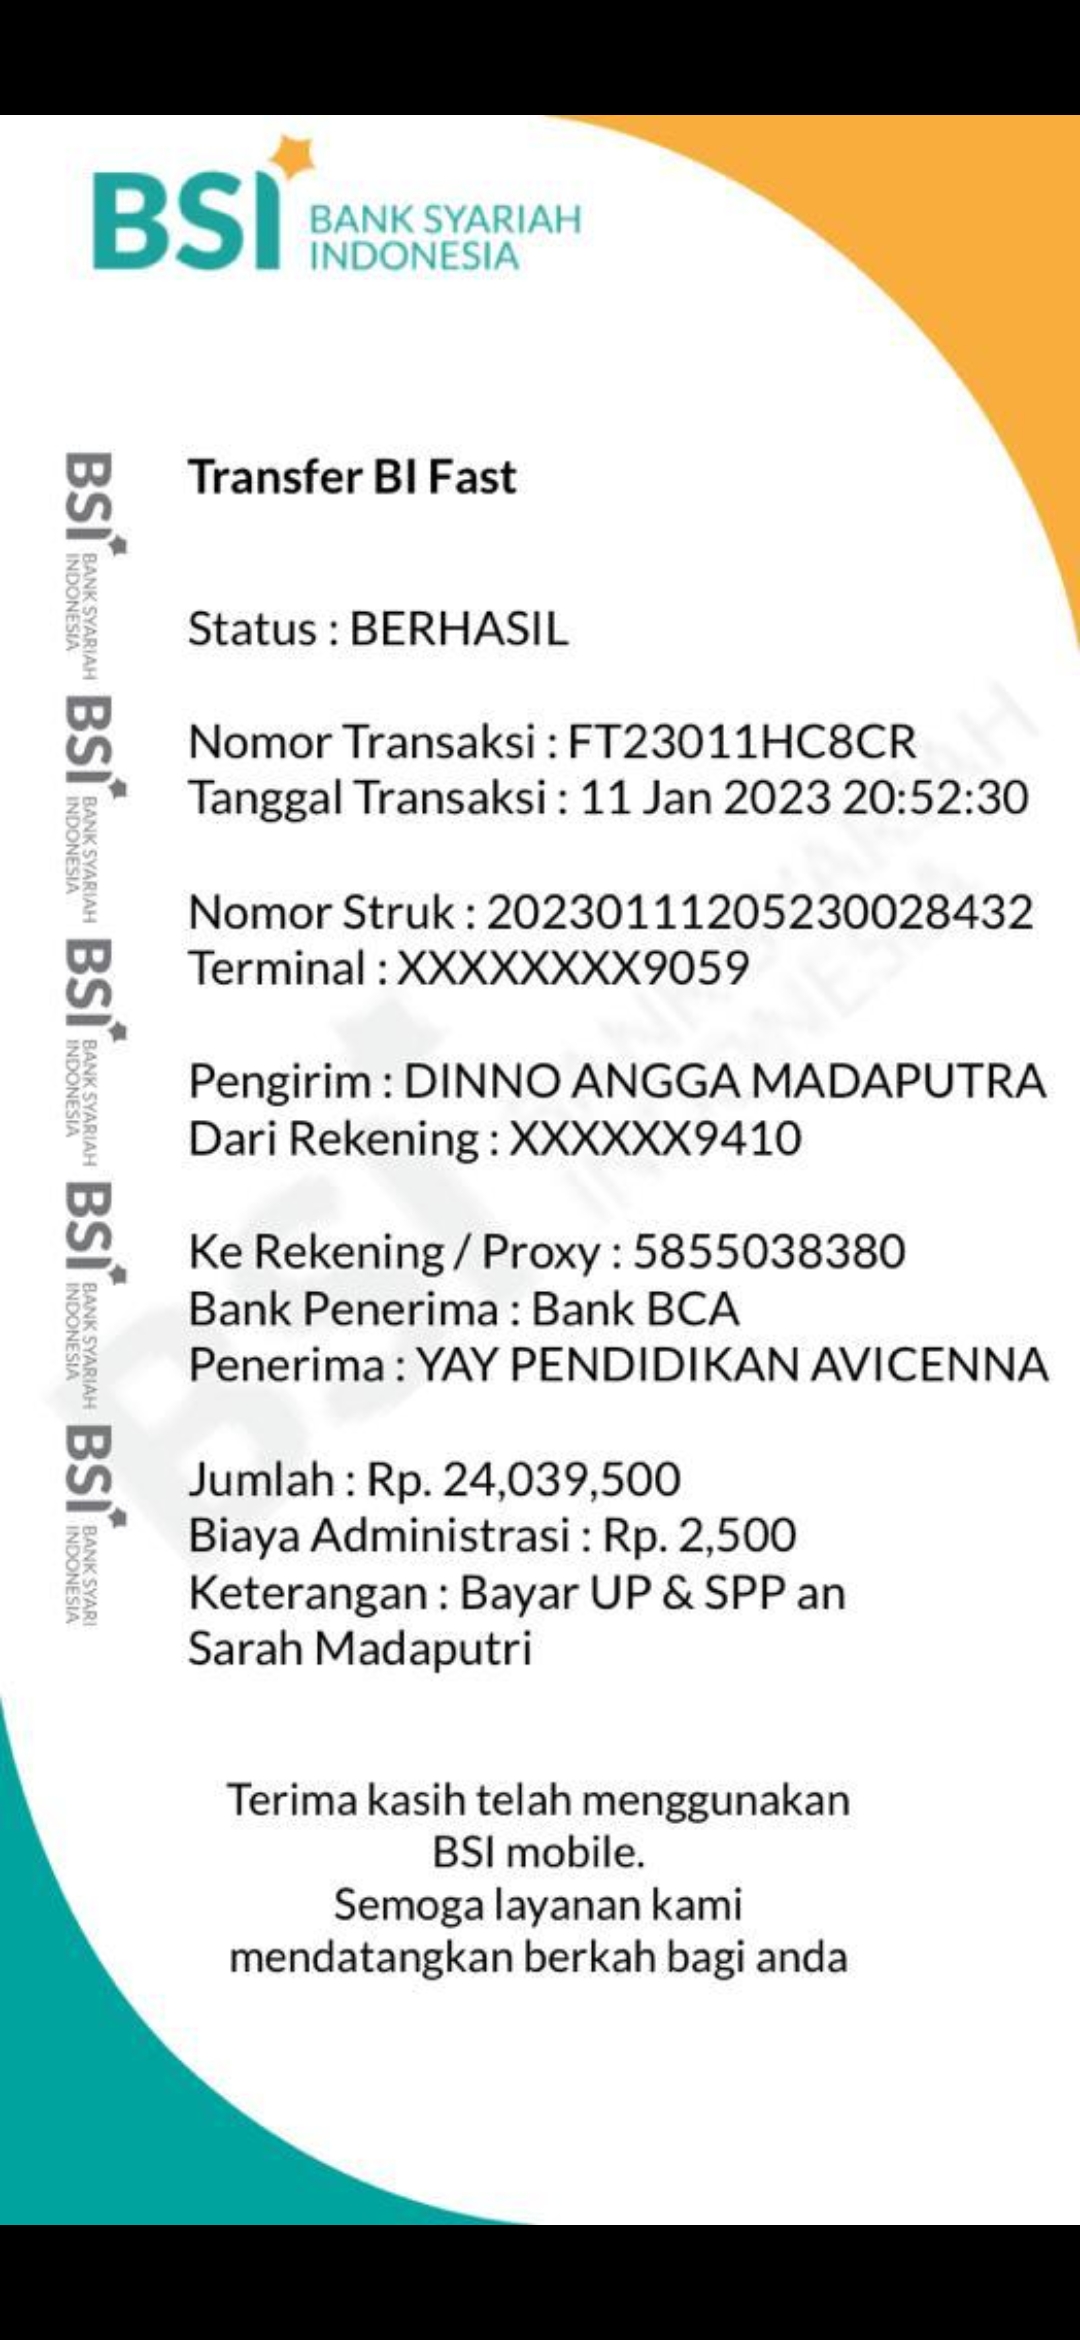 BSI BANK SYARIAH
INDONESIA
Transfer BI Fast
Status : BERHASIL
Nomor Transaksi : FT23011HC8CR
Tanggal Transaksi : 11 Jan 2023 20:52:30
Nomor Struk : 20230111205230028432
Terminal : XXXXXXXX9059
Pengirim : DINNO ANGGA MADAPUTRA
Dari Rekening : XXXXXX9410
Ke Rekening / Proxy : 5855038380
Bank Penerima : Bank BCA
Penerima : YAY PENDIDIKAN AVICENNA
Jumlah : Rp. 24,039,500
Biaya Administrasi : Rp. 2,500
Keterangan : Bayar UP & SPP an
Sarah Madaputri
Terima kasih telah menggunakan
BSI mobile.
Semoga layanan kami
mendatangkan berkah bagi anda
BSI BANK SYARIAH
INDONESIA
BSI BANK SYARIAH
INDONESIA
BSI BANK SYARIAH
INDONESIA
BSI BANK SYARIAH
INDONESIA
BSI BANK SYARI
INDONESIA
BSI BANK SYARIAH
INDONESIA